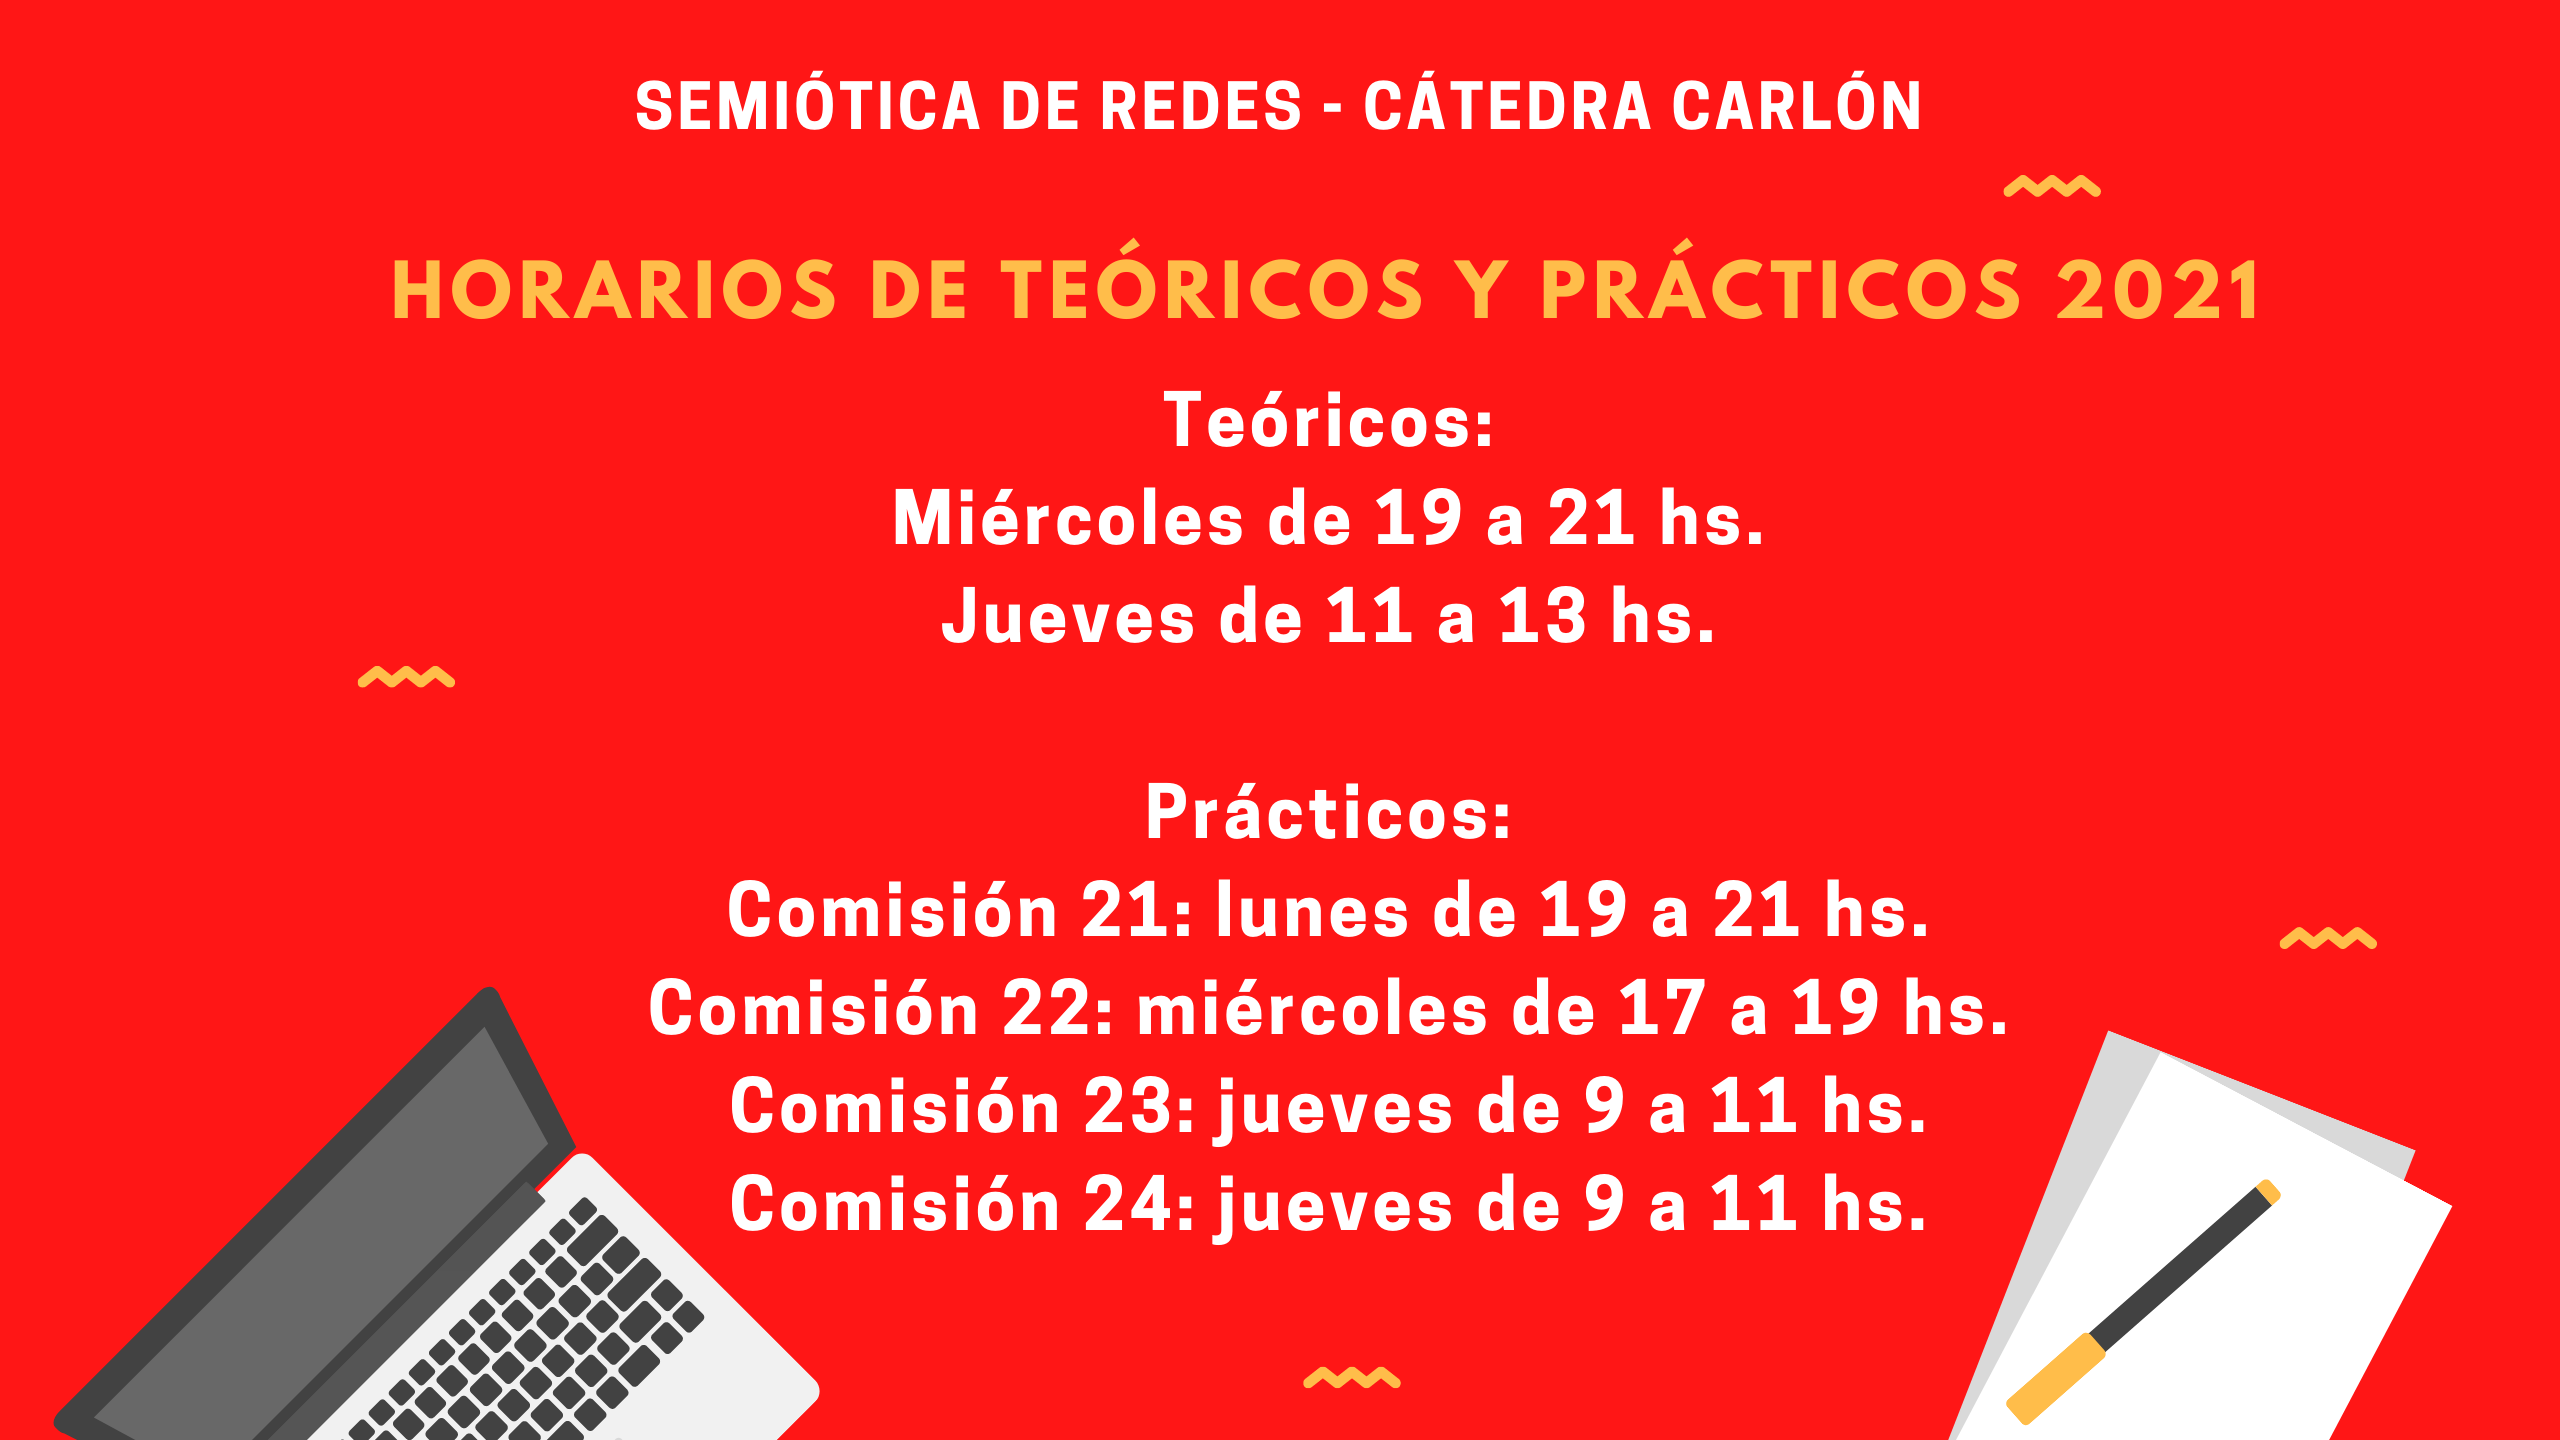 SEMIÓTICA DE REDES - CÁTEDRA CARLÓN
HORARIOS DE TEÓRICOS Y PRÁCTICOS 2021
Teóricos:
Miércoles de 19 a 21 hs.
Jueves de 11 a 13 hs.
Prácticos:
Comisión 21: lunes de 19 a 21 hs.
Comisión 22: miércoles de 17 a 19 hs.
Comisión 23: jueves de 9 a 11 hs.
Comisión 24: jueves de 9 a 11 hs.